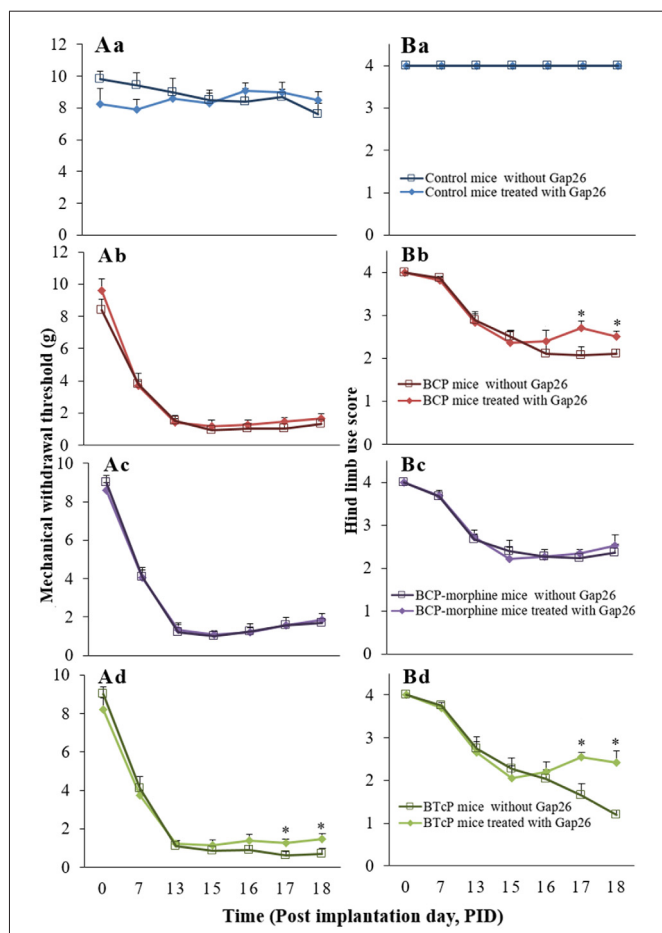 Aa
12
10
8
6
4
2
0
Ba
4
3
2
1
0
Control mice without Gap26
Control mice treated with Gap26
Ab
12
10
8
6
4
2
0
Bb
4
3
2
1
0
* *
BCP mice without Gap26
BCP mice treated with Gap26
Ac
10
8
6
4
2
0
Bc
4
3
2
1
0
BCP-morphine mice without Gap26
BCP-morphine mice treated with Gap26
Ad
10
8
6
4
2
0
* *
Bd
4
3
2
1
0
* *
BTcP mice without Gap26
BTcP mice treated with Gap26
Mechanical withdrawal threshold (g)
Hind limb use score
0 7 13 15 16 17 18
0 7 13 15 16 17 18
Time (Post implantation day, PID)